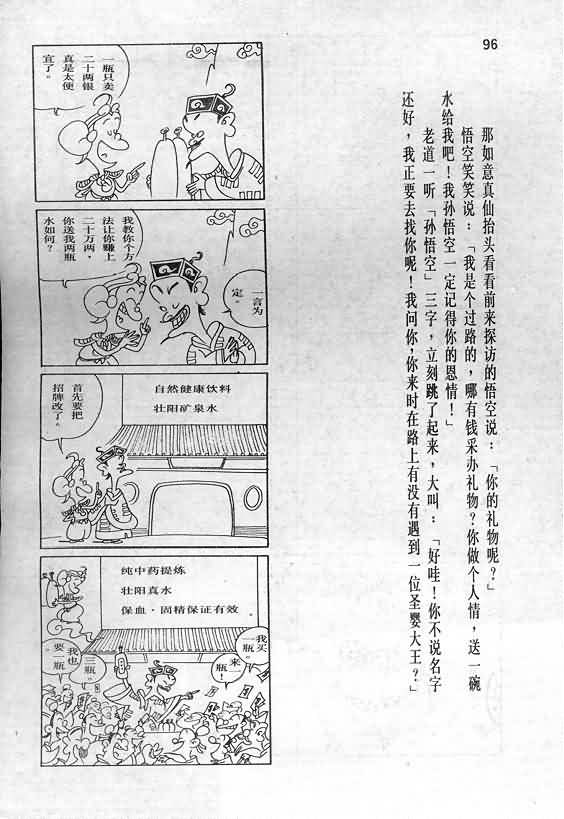 96
那如意真仙抬头看看前来探访的悟空说：「你的礼物呢？」
悟空笑笑说：「我是个过路的，哪有钱采办礼物？你做个人情，送一碗
水给我吧！我孙悟空一定记得你的恩情！」
老道一听「孙悟空」三字，立刻跳了起来，大叫：「好哇！你不说名字
还好，我正要去找你呢！我问你，你来时在路上有没有遇到一位圣婴大王？」
一瓶只卖
二十两银
真是太便
宜了。
我教你个方
法让你赚上
二十万两，
你送我两瓶
水如何？
一言为
定。
首先要把
招牌改了。
自然健康饮料
壮阳矿泉水
纯中药提炼
壮阳真水
保血·固精保证有效
我买
一瓶。
来
瓶！
三瓶。
我也
要一瓶。